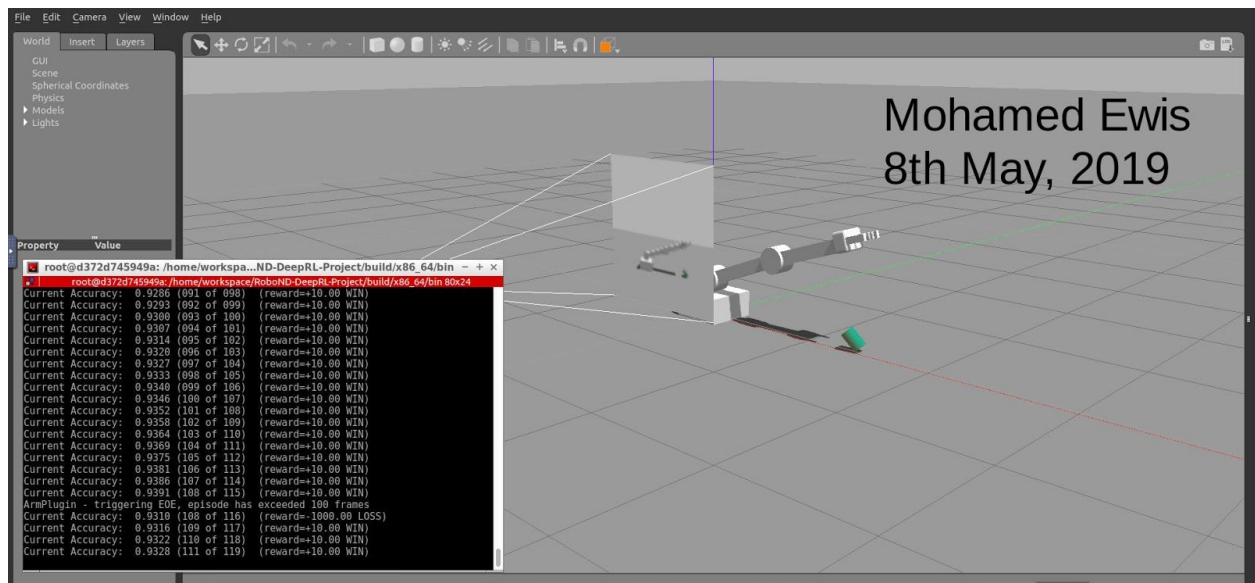 File Edit Camera View Window Help
World Insert Layers
GUI
Scene
Spherical Coordinates
Physics
Models
Lights
Property Value
Mohamed Ewis
8th May, 2019
root@d372d745949a: /home/workspa...ND-DeepRL-Project/build/x86_64/bin
root@d372d745949a: /home/workspace/RoboND-DeepRL-Project/build/x86_64/bin 80x24
Current Accuracy: 0.9286 (091 of 098) (reward=+10.00 WIN)
Current Accuracy: 0.9293 (092 of 099) (reward=+10.00 WIN)
Current Accuracy: 0.9300 (093 of 100) (reward=+10.00 WIN)
Current Accuracy: 0.9307 (094 of 101) (reward=+10.00 WIN)
Current Accuracy: 0.9314 (095 of 102) (reward=+10.00 WIN)
Current Accuracy: 0.9320 (096 of 103) (reward=+10.00 WIN)
Current Accuracy: 0.9327 (097 of 104) (reward=+10.00 WIN)
Current Accuracy: 0.9333 (098 of 105) (reward=+10.00 WIN)
Current Accuracy: 0.9340 (099 of 106) (reward=+10.00 WIN)
Current Accuracy: 0.9346 (100 of 107) (reward=+10.00 WIN)
Current Accuracy: 0.9352 (101 of 108) (reward=+10.00 WIN)
Current Accuracy: 0.9358 (102 of 109) (reward=+10.00 WIN)
Current Accuracy: 0.9364 (103 of 110) (reward=+10.00 WIN)
Current Accuracy: 0.9369 (104 of 111) (reward=+10.00 WIN)
Current Accuracy: 0.9375 (105 of 112) (reward=+10.00 WIN)
Current Accuracy: 0.9381 (106 of 113) (reward=+10.00 WIN)
Current Accuracy: 0.9386 (107 of 114) (reward=+10.00 WIN)
Current Accuracy: 0.9391 (108 of 115) (reward=+10.00 WIN)
ArmPlugin - triggering EOE, episode has exceeded 100 frames
Current Accuracy: 0.9310 (108 of 116) (reward=-1000.00 LOSS)
Current Accuracy: 0.9316 (109 of 117) (reward=+10.00 WIN)
Current Accuracy: 0.9322 (110 of 118) (reward=+10.00 WIN)
Current Accuracy: 0.9328 (111 of 119) (reward=+10.00 WIN)